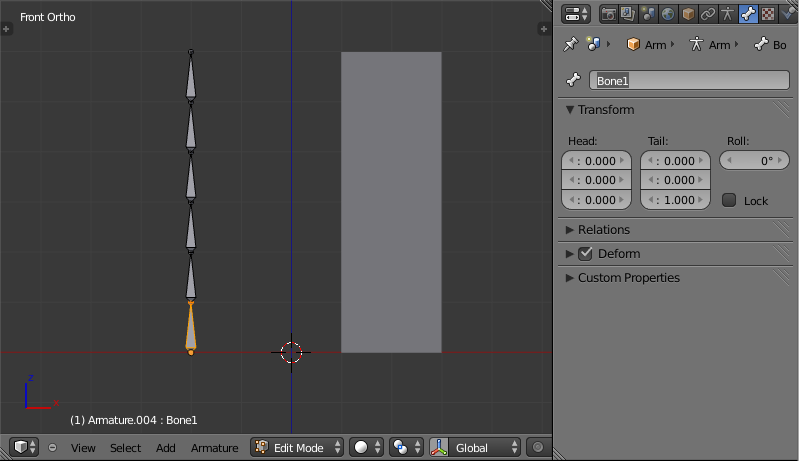 Front Ortho
Arm Arm Bo
Bone1
Transform
Head: Tail: Roll:
: 0.000 : 0.000 0°
: 0.000 : 0.000
: 0.000 : 1.000 Lock
Relations
Deform
Custom Properties
z
x
(1) Armature.004 : Bone1
View Select Add Armature Edit Mode Global